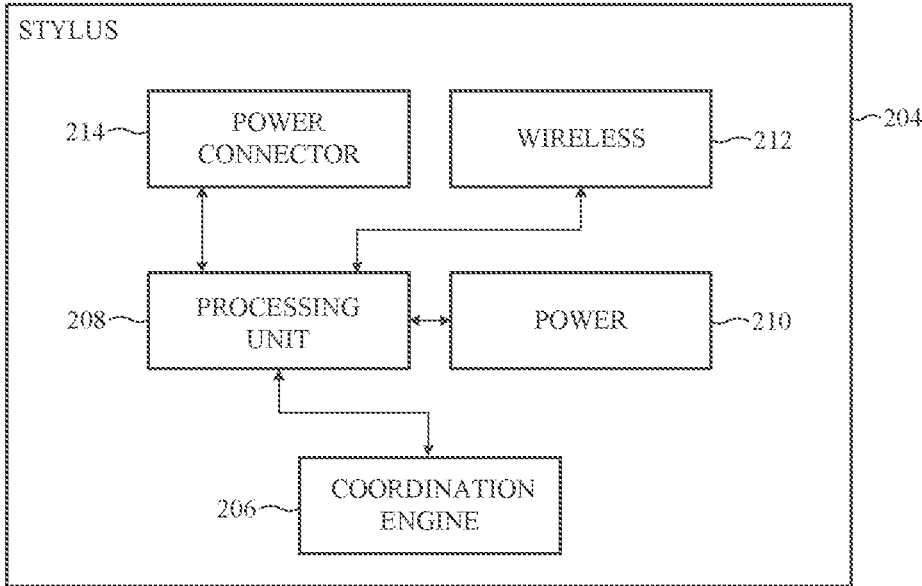 STYLUS
214
POWER
CONNECTOR
WIRELESS
212
204
208
PROCESSING
UNIT
POWER
210
206
COORDINATION
ENGINE